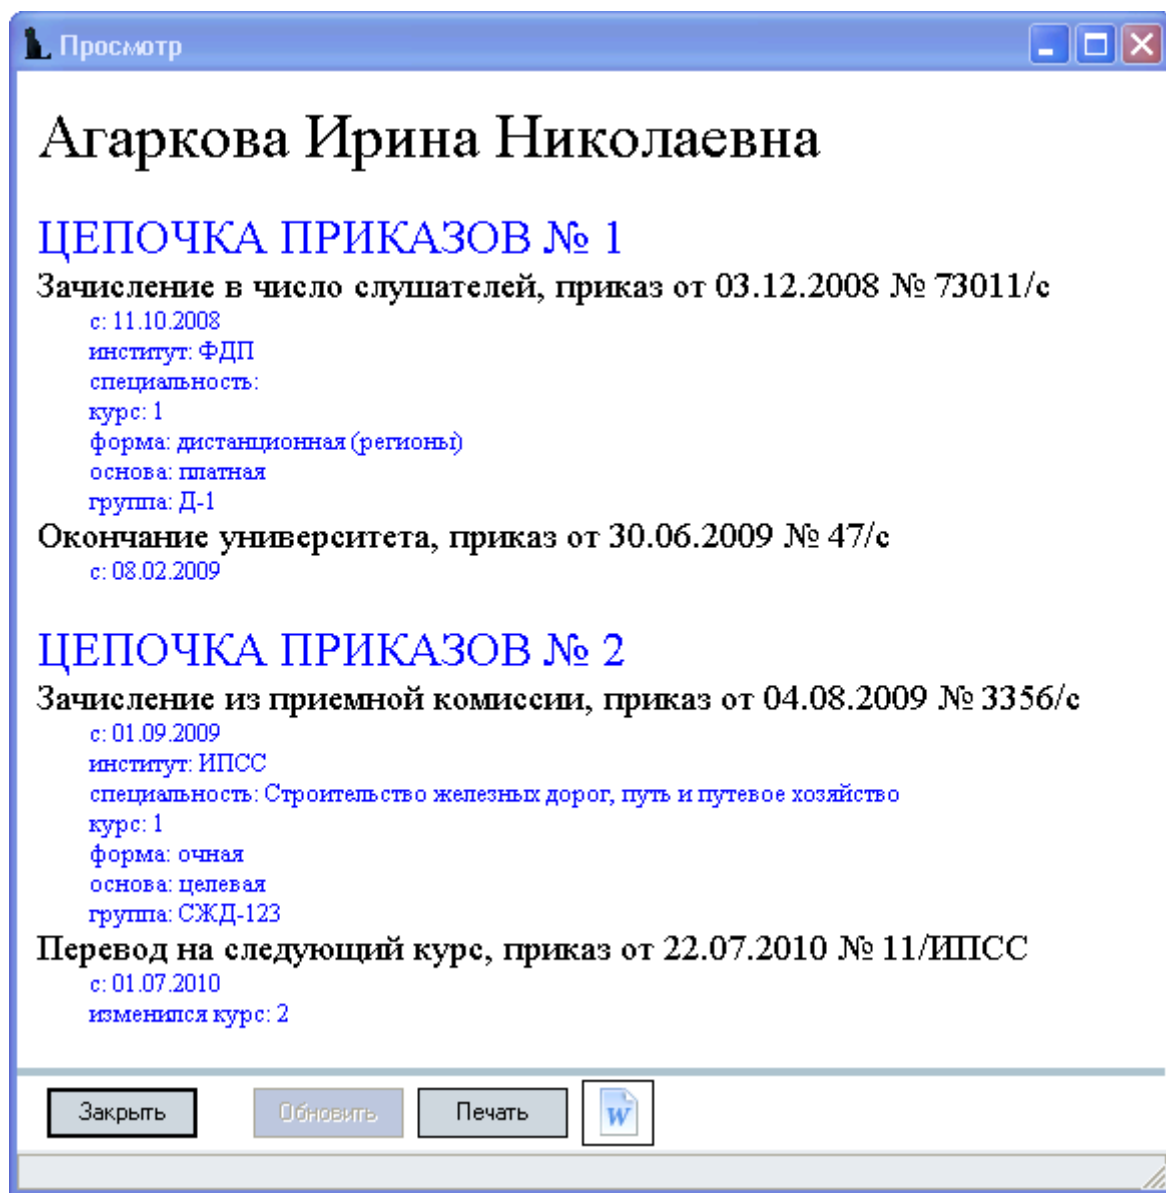 Просмотр
Агаркова Ирина Николаевна
ЦЕПОЧКА ПРИКАЗОВ № 1
Зачисление в число слушателей, приказ от 03.12.2008 № 73011/с
с: 11.10.2008
институт: ФДП
специальность:
курс: 1
форма: дистанционная (регионы)
основа: платная
группа: Д-1
Окончание университета, приказ от 30.06.2009 № 47/с
с: 08.02.2009
ЦЕПОЧКА ПРИКАЗОВ № 2
Зачисление из приемной комиссии, приказ от 04.08.2009 № 3356/с
с: 01.09.2009
институт: ИПСС
специальность: Строительство железных дорог, путь и путевое хозяйство
курс: 1
форма: очная
основа: целевая
группа: СЖД-123
Перевод на следующий курс, приказ от 22.07.2010 № 11/ИПСС
с: 01.07.2010
изменился курс: 2
Закрыть Обновить Печать W